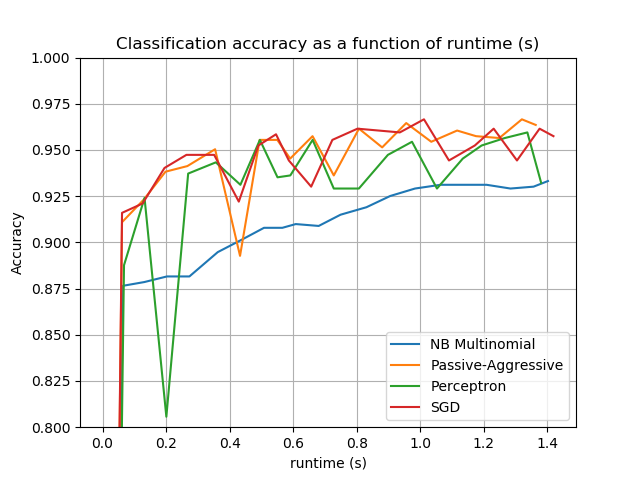 Classification accuracy as a function of runtime (s)
1.000
0.975
0.950
0.925
0.900
0.875
0.850
0.825
0.800
Accuracy
NB Multinomial
Passive-Aggressive
Perceptron
SGD
0.0 0.2 0.4 0.6 0.8 1.0 1.2 1.4
runtime (s)